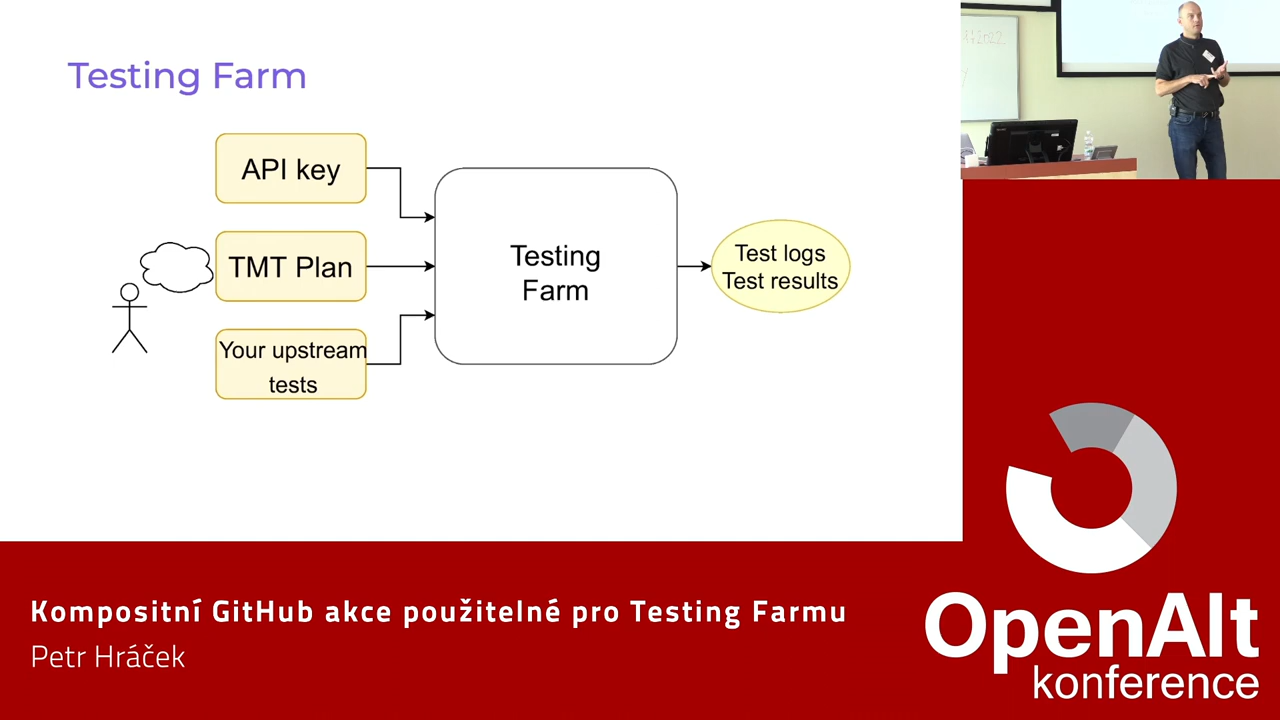 Testing Farm
API key
TMT Plan
Your upstream
tests
Testing
Farm
Test logs
Test results
Kompositní GitHub akce použitelné pro Testing Farmu
Petr Hráček
OpenAlt
konference